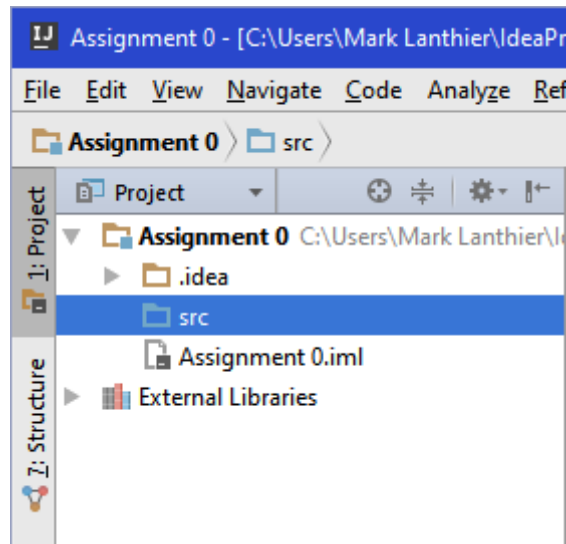 IJ Assignment 0 - [C:\Users\Mark Lanthier\IdeaPr
File Edit View Navigate Code Analyze Ref
Assignment 0 src
Project
1: Project
Assignment 0 C:\Users\Mark Lanthier\I
.idea
src
Assignment 0.iml
External Libraries
7: Structure